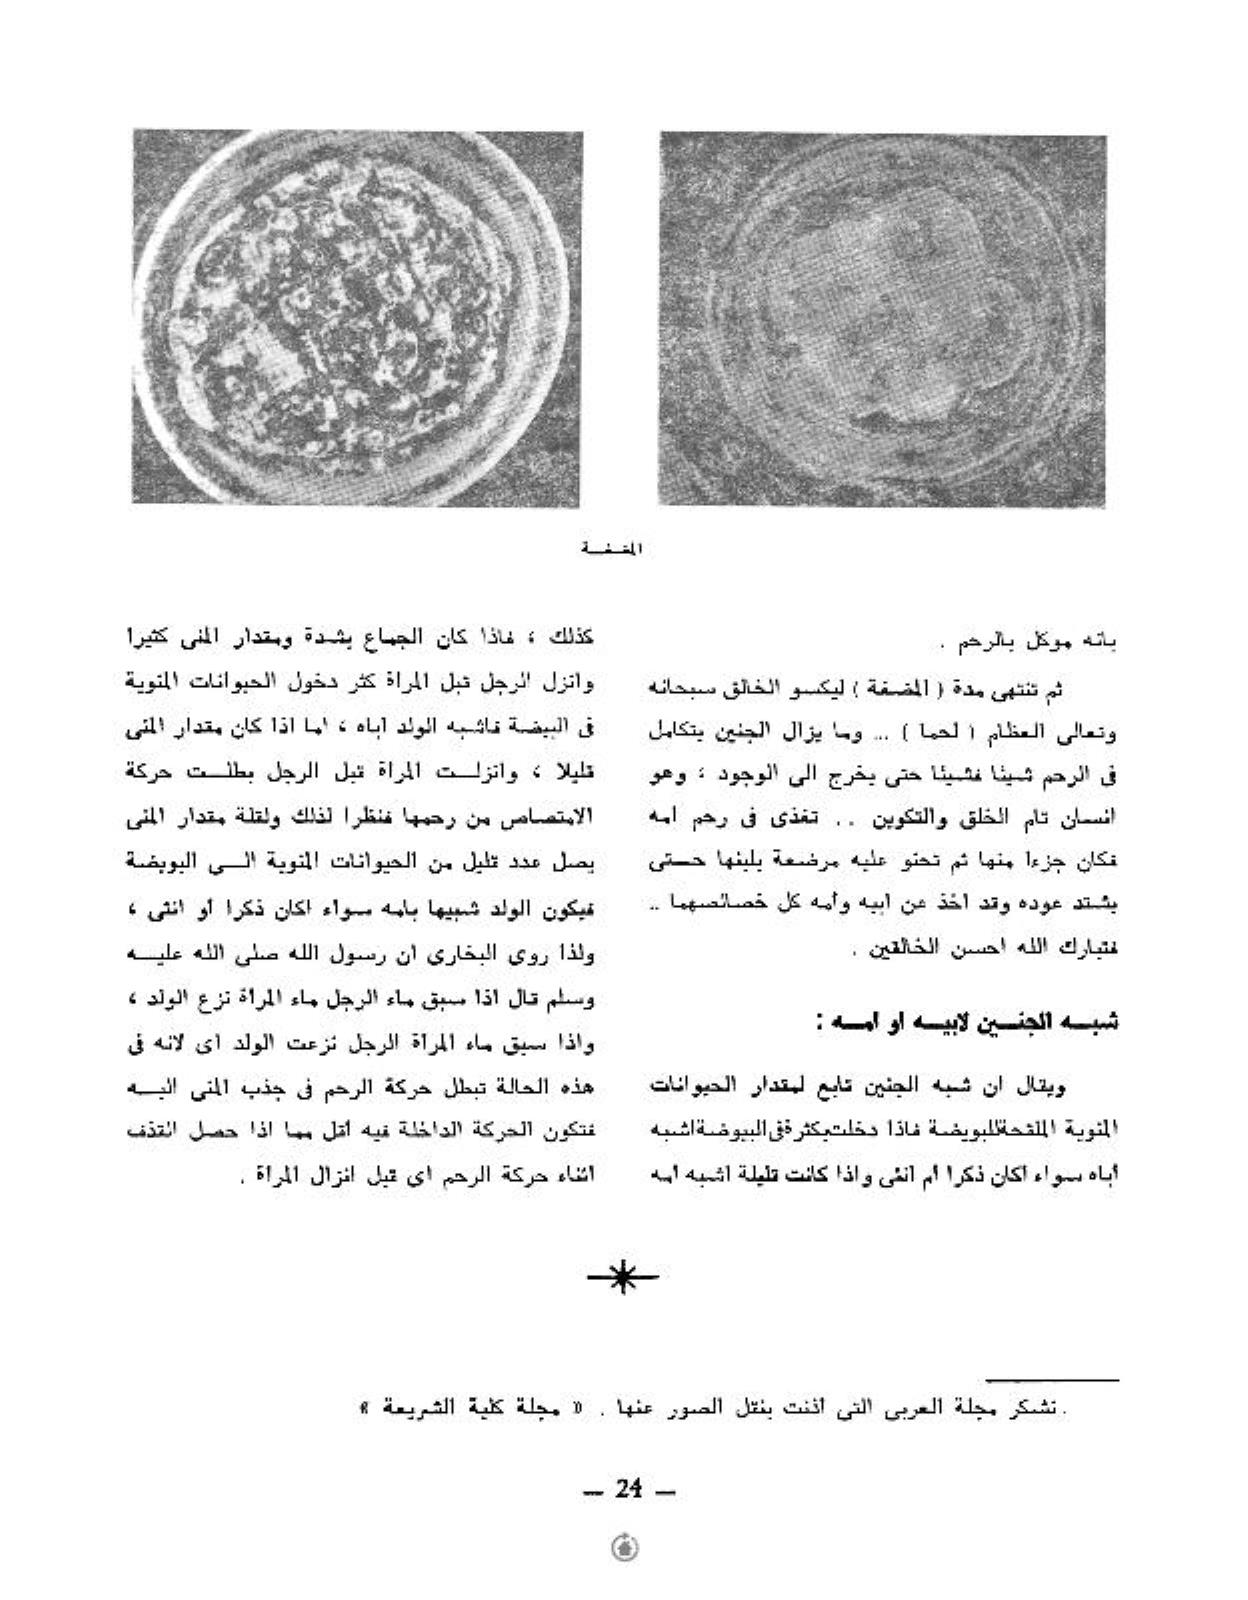 المضغة
بانه موكل بالرحم .
ثم تنتهى مدة ( المضغة ) ليكسو الخالق سبحانه
وتعالى العظام ( لحما ) ... وما يزال الجنين يتكامل
فى الرحم شيئا فشيئا حتى يخرج الى الوجود ، وهو
انسان تام الخلق والتكوين .. تغذى فى رحم أمه
فكان جزءا منها ثم تحنو عليه مرضعة بلبنها حتى
يشتد عوده وقد اخذ عن ابيه وأمه كل خصائصهما ..
فتبارك الله احسن الخالقين .
شبه الجنين لابيه او امه :
ويقال ان شبه الجنين تابع لمقدار الحيوانات
المنوية الملقحة للبويضة فاذا دخلت بكثرة فى البيوضة اشبه
أباه سواء اكان ذكرا أم انثى واذا كانت قليلة اشبه امه
كذلك ، فاذا كان الجماع بشدة ومقدار المنى كثيرا
وانزل الرجل قبل المراة كثر دخول الحيوانات المنوية
فى البيضة فاشبه الولد اباه ، اما اذا كان مقدار المنى
قليلا ، وانزلت المراة قبل الرجل بطلت حركة
الامتصاص من رحمها فنظرا لذلك ولقلة مقدار المنى
يصل عدد قليل من الحيوانات المنوية الى البويضة
فيكون الولد شبيها بامه سواء اكان ذكرا أو انثى ،
ولذا روى البخارى ان رسول الله صلى الله عليه
وسلم قال اذا سبق ماء الرجل ماء المرأة نزع الولد ،
واذا سبق ماء المرأة الرجل نزعت الولد اى لانه فى
هذه الحالة تبطل حركة الرحم فى جذب المنى اليه
فتكون الحركة الداخلة فيه أقل مما اذا حصل القذف
اثناء حركة الرحم اى قبل انزال المرأة .
. نشكر مجلة العربى التى اذنت بنقل الصور عنها . « مجلة كلية الشريعة »
— 24 —